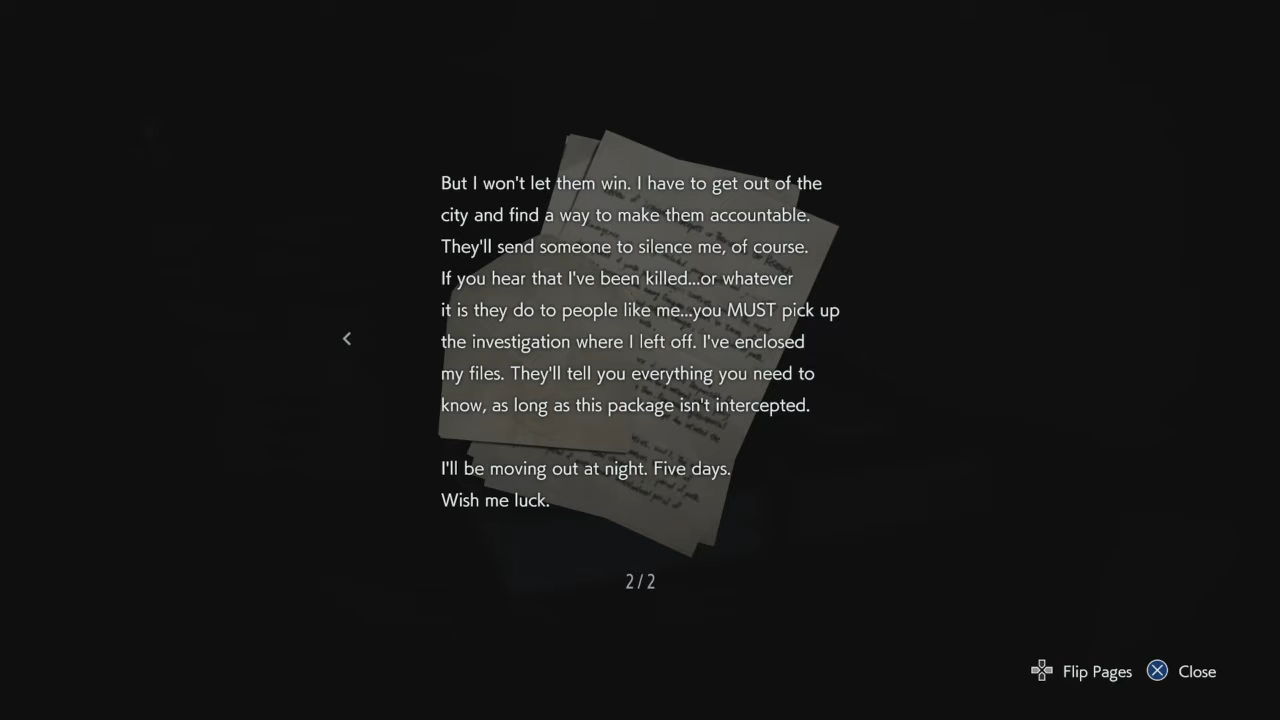 But I won't let them win. I have to get out of the
city and find a way to make them accountable.
They'll send someone to silence me, of course.
If you hear that I've been killed...or whatever
it is they do to people like me...you MUST pick up
the investigation where I left off. I've enclosed
my files. They'll tell you everything you need to
know, as long as this package isn't intercepted.
I'll be moving out at night. Five days.
Wish me luck.
2 / 2
Flip Pages
Close